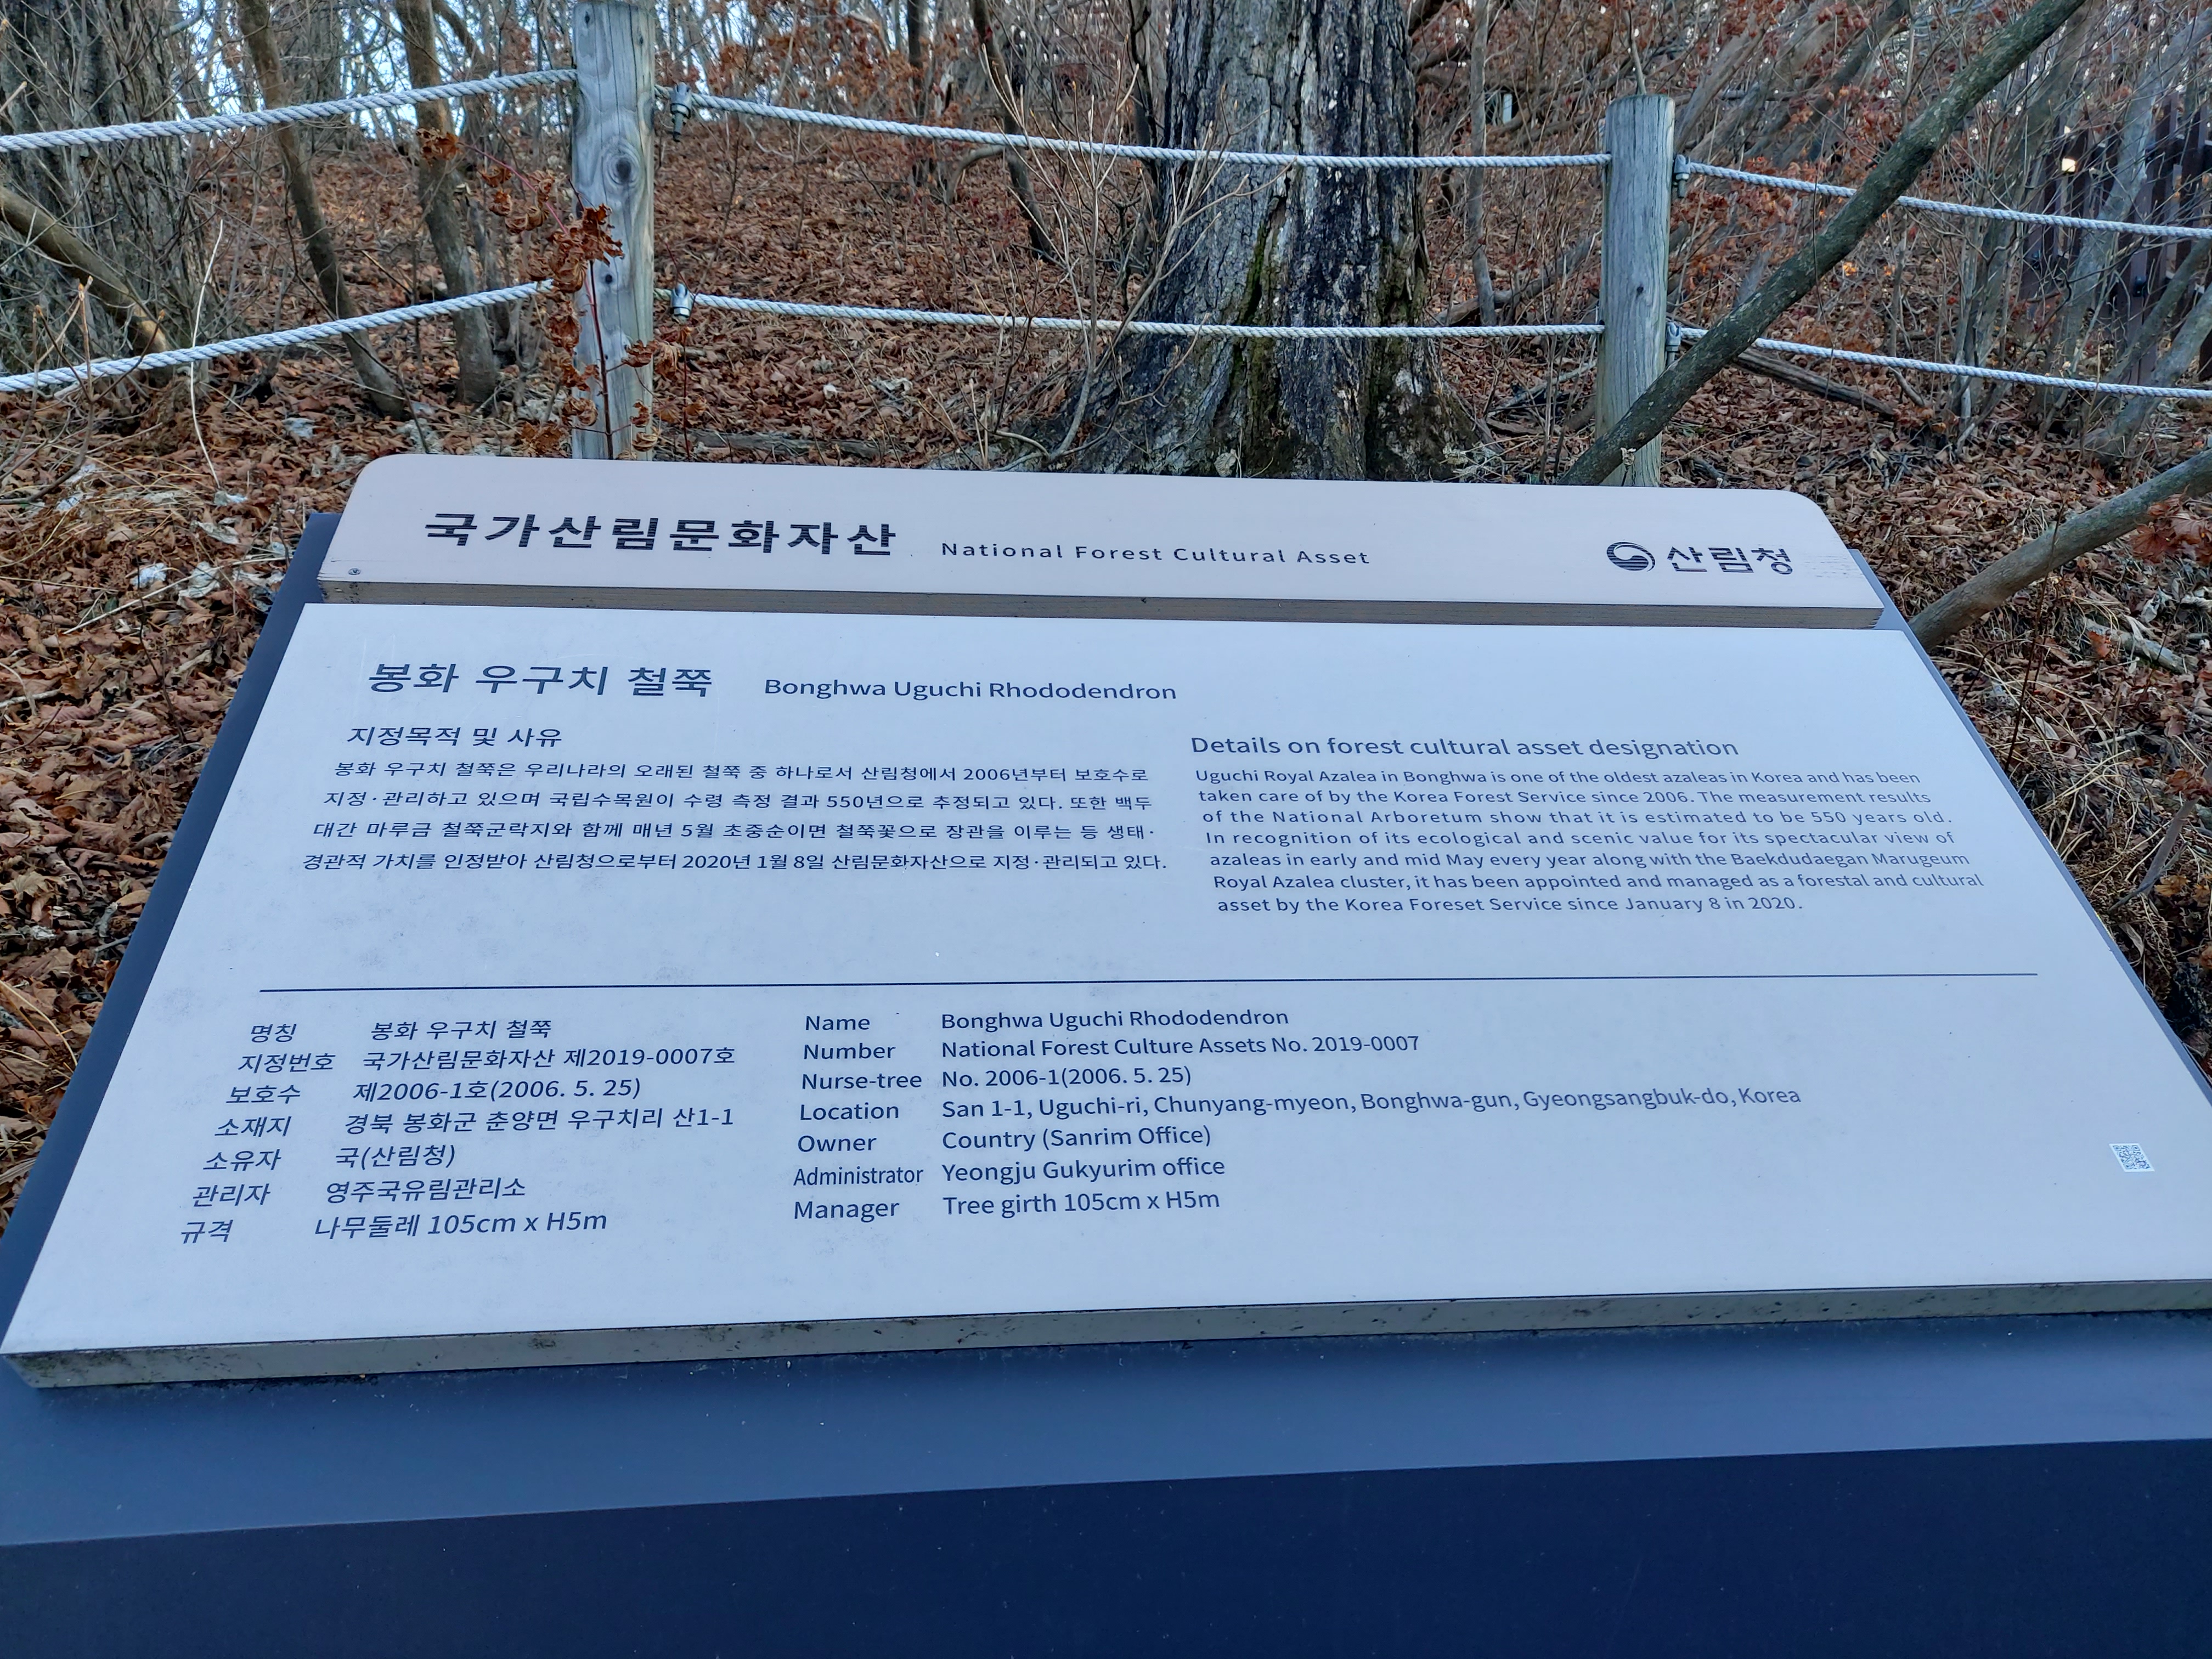 국가산림문화자산 National Forest Cultural Asset
산림청
봉화 우구치 철쭉 Bonghwa Uguchi Rhododendron
지정목적 및 사유
봉화 우구치 철쭉은 우리나라의 오래된 철쭉 중 하나로서 산림청에서 2006년부터 보호수로
지정·관리하고 있으며 국립수목원이 수령 측정 결과 550년으로 추정되고 있다. 또한 백두
대간 마루금 철쭉군락지와 함께 매년 5월 초중순이면 철쭉꽃으로 장관을 이루는 등 생태·
경관적 가치를 인정받아 산림청으로부터 2020년 1월 8일 산림문화자산으로 지정·관리되고 있다.
Details on forest cultural asset designation
Uguchi Royal Azalea in Bonghwa is one of the oldest azaleas in Korea and has been
taken care of by the Korea Forest Service since 2006. The measurement results
of the National Arboretum show that it is estimated to be 550 years old.
In recognition of its ecological and scenic value for its spectacular view of
azaleas in early and mid May every year along with the Baekdudaegan Marugeum
Royal Azalea cluster, it has been appointed and managed as a forestal and cultural
asset by the Korea Foreset Service since January 8 in 2020.
명칭 봉화 우구치 철쭉
지정번호 국가산림문화자산 제2019-0007호
보호수 제2006-1호(2006. 5. 25)
소재지 경북 봉화군 춘양면 우구치리 산1-1
소유자 국(산림청)
관리자 영주국유림관리소
규격 나무둘레 105cm x H5m
Name Bonghwa Uguchi Rhododendron
Number National Forest Culture Assets No. 2019-0007
Nurse-tree No. 2006-1(2006. 5. 25)
Location San 1-1, Uguchi-ri, Chunyang-myeon, Bonghwa-gun, Gyeongsangbuk-do, Korea
Owner Country (Sanrim Office)
Administrator Yeongju Gukyurim office
Manager Tree girth 105cm x H5m